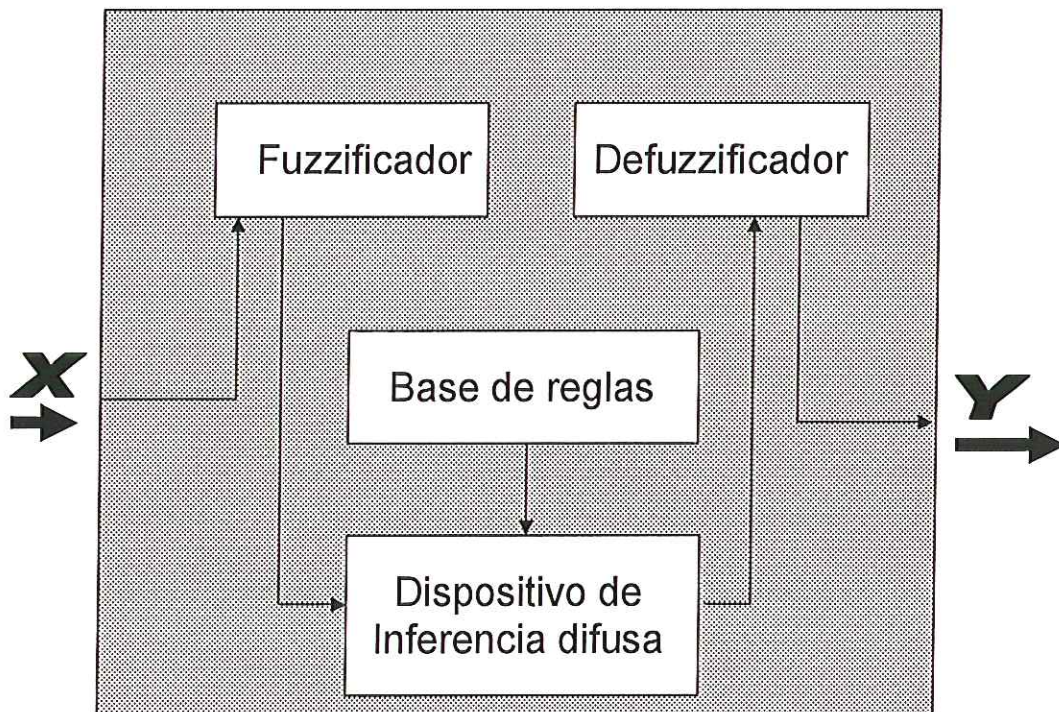 Fuzzificador
Defuzzificador
X
Base de reglas
Y
Dispositivo de
Inferencia difusa